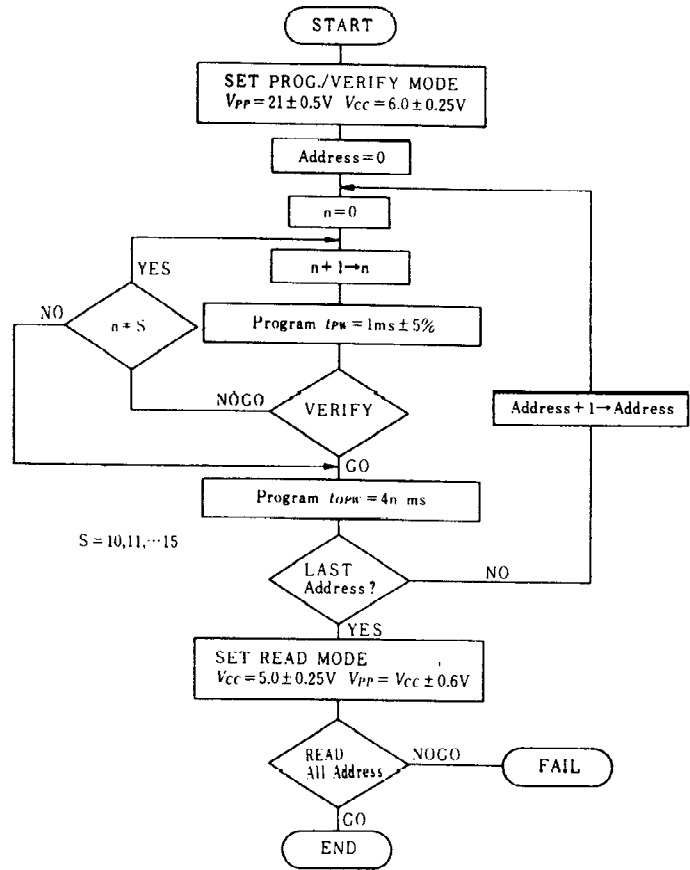 START
SET PROG./VERIFY MODE
VPP=21±0.5V VCC=6.0±0.25V
Address=0
n=0
n+1→n
YES
NO
n*S
Program tPW=1ms±5%
NOGO
VERIFY
Address+1→Address
GO
Program tOPW=4n ms
S=10,11,…15
LAST
Address?
NO
YES
SET READ MODE
VCC=5.0±0.25V VPP=VCC±0.6V
READ
All Address
NOGO
FAIL
GO
END